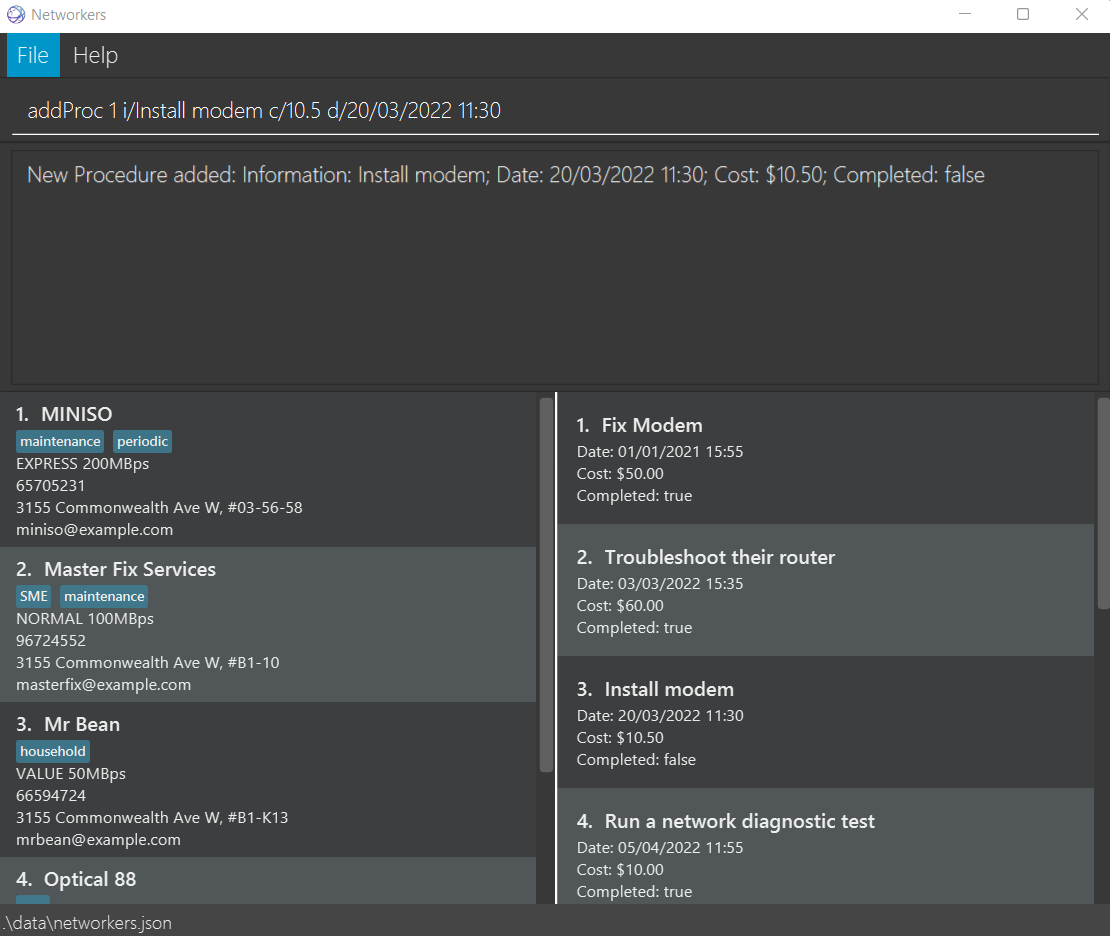 Networkers
File Help
addProc 1 i/Install modem c/10.5 d/20/03/2022 11:30
New Procedure added: Information: Install modem; Date: 20/03/2022 11:30; Cost: $10.50; Completed: false
1. MINISO
maintenance periodic
EXPRESS 200MBps
65705231
3155 Commonwealth Ave W, #03-56-58
miniso@example.com
2. Master Fix Services
SME maintenance
NORMAL 100MBps
96724552
3155 Commonwealth Ave W, #B1-10
masterfix@example.com
3. Mr Bean
household
VALUE 50MBps
66594724
3155 Commonwealth Ave W, #B1-K13
mrbean@example.com
4. Optical 88
1. Fix Modem
Date: 01/01/2021 15:55
Cost: $50.00
Completed: true
2. Troubleshoot their router
Date: 03/03/2022 15:35
Cost: $60.00
Completed: true
3. Install modem
Date: 20/03/2022 11:30
Cost: $10.50
Completed: false
4. Run a network diagnostic test
Date: 05/04/2022 11:55
Cost: $10.00
Completed: true
.\data\networkers.json